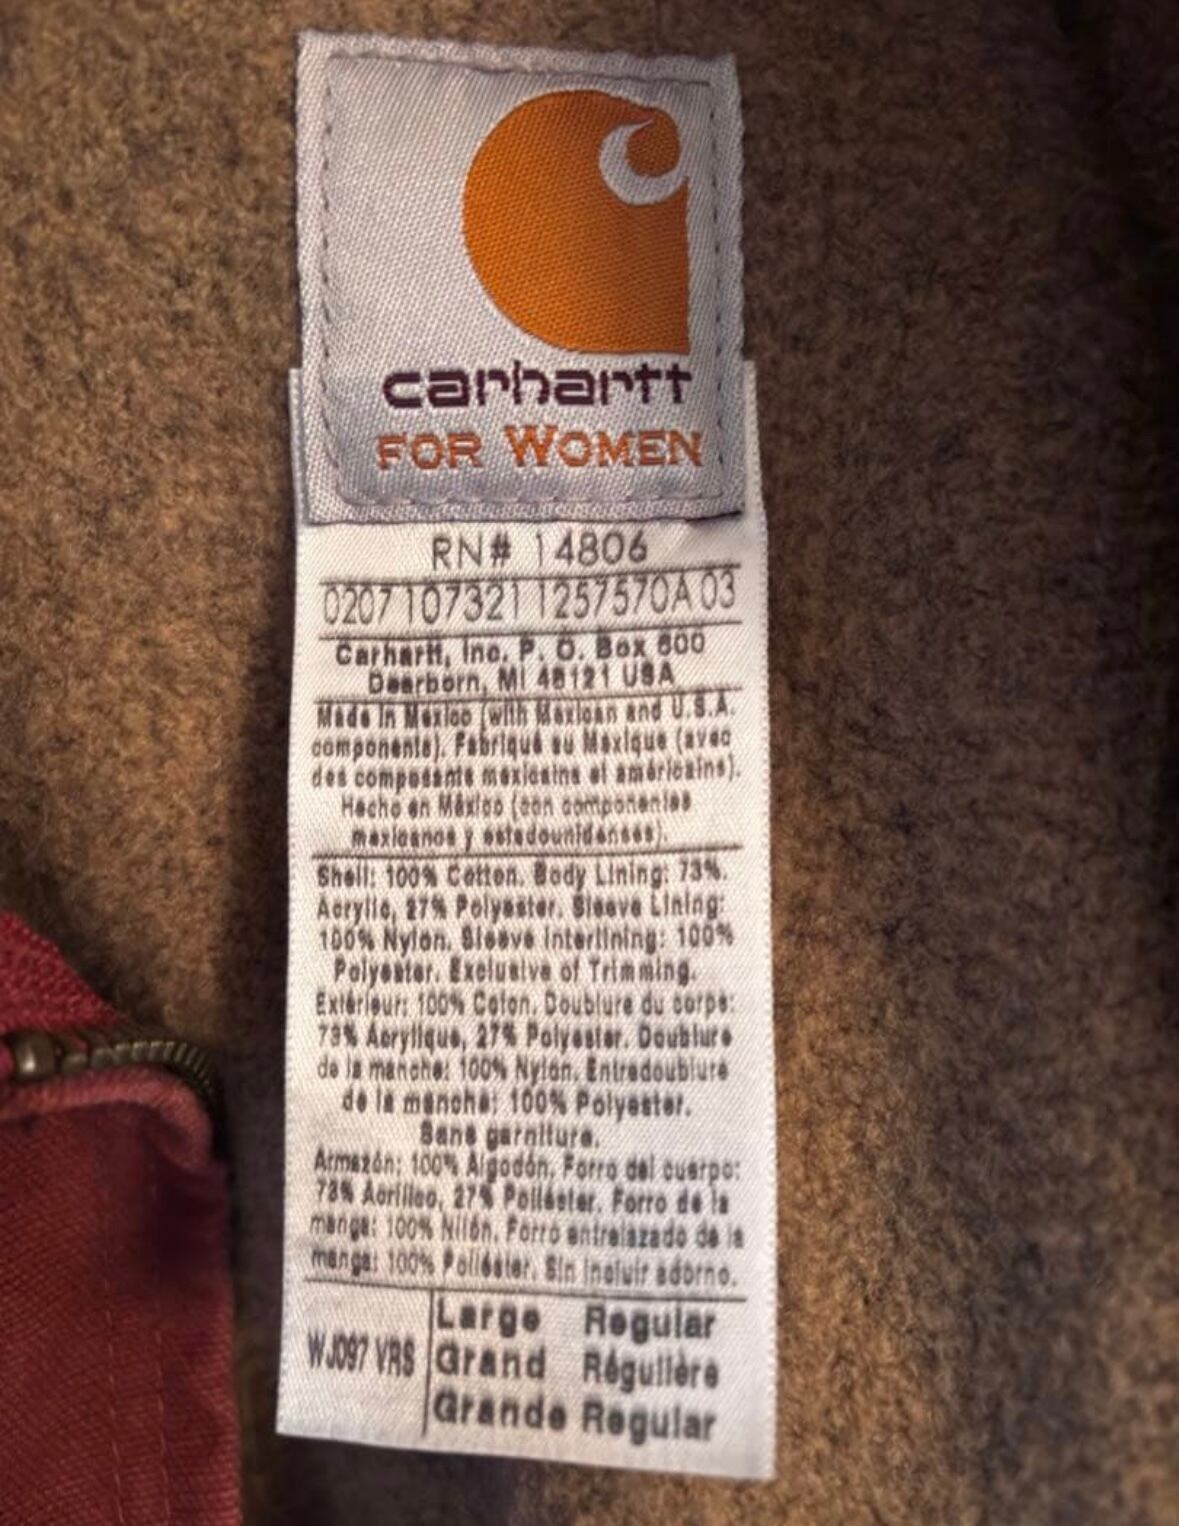 carhartt
FOR WOMEN
RN# 14806
0207 107321 1257570A 03
Carhartt, Inc. P. O. Box 600
Dearborn, MI 48121 USA
Made in Mexico (with Mexican and U.S.A.
components). Fabriqué au Mexique (avec
des composants mexicains et américains).
Hecho en México (con componentes
mexicanos y estadounidenses).
Shell: 100% Cotton. Body Lining: 73%.
Acrylic, 27% Polyester. Sleeve Lining:
100% Nylon. Sleeve Interlining: 100%
Polyester. Exclusive of Trimming.
Extérieur: 100% Coton. Doublure du corps:
73% Acrylique, 27% Polyester. Doublure
de la manche: 100% Nylon. Entredoublure
de la manche: 100% Polyester.
Sans garniture.
Armazón: 100% Algodón. Forro del cuerpo:
73% Acrílico, 27% Poliéster. Forro de la
manga: 100% Nilón. Forro entrelazado de la
manga: 100% Poliéster. Sin incluir adorno.
WJ097 VRS
Large Regular
Grand Régulière
Grande Regular